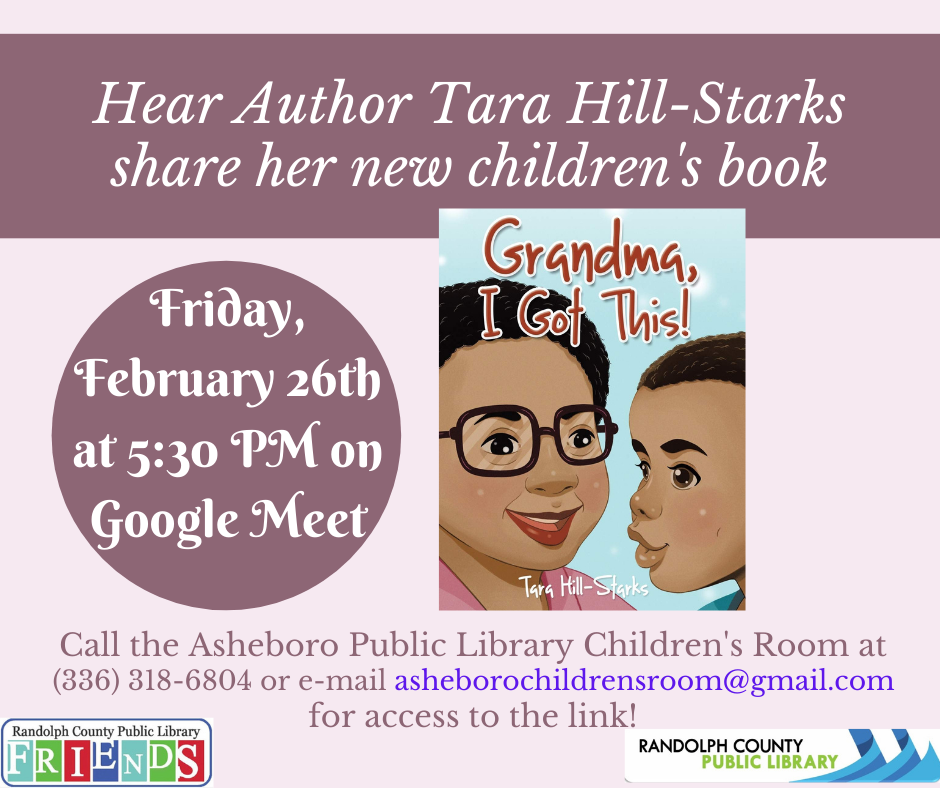 Hear Author Tara Hill-Starks
share her new children's book
Grandma,
I Got This!
Tara Hill-Starks
Friday,
February 26th
at 5:30 PM on
Google Meet
Call the Asheboro Public Library Children's Room at
(336) 318-6804 or e-mail asheborochildrensroom@gmail.com
for access to the link!
Randolph County Public Library
FRIENDS
RANDOLPH COUNTY
PUBLIC LIBRARY